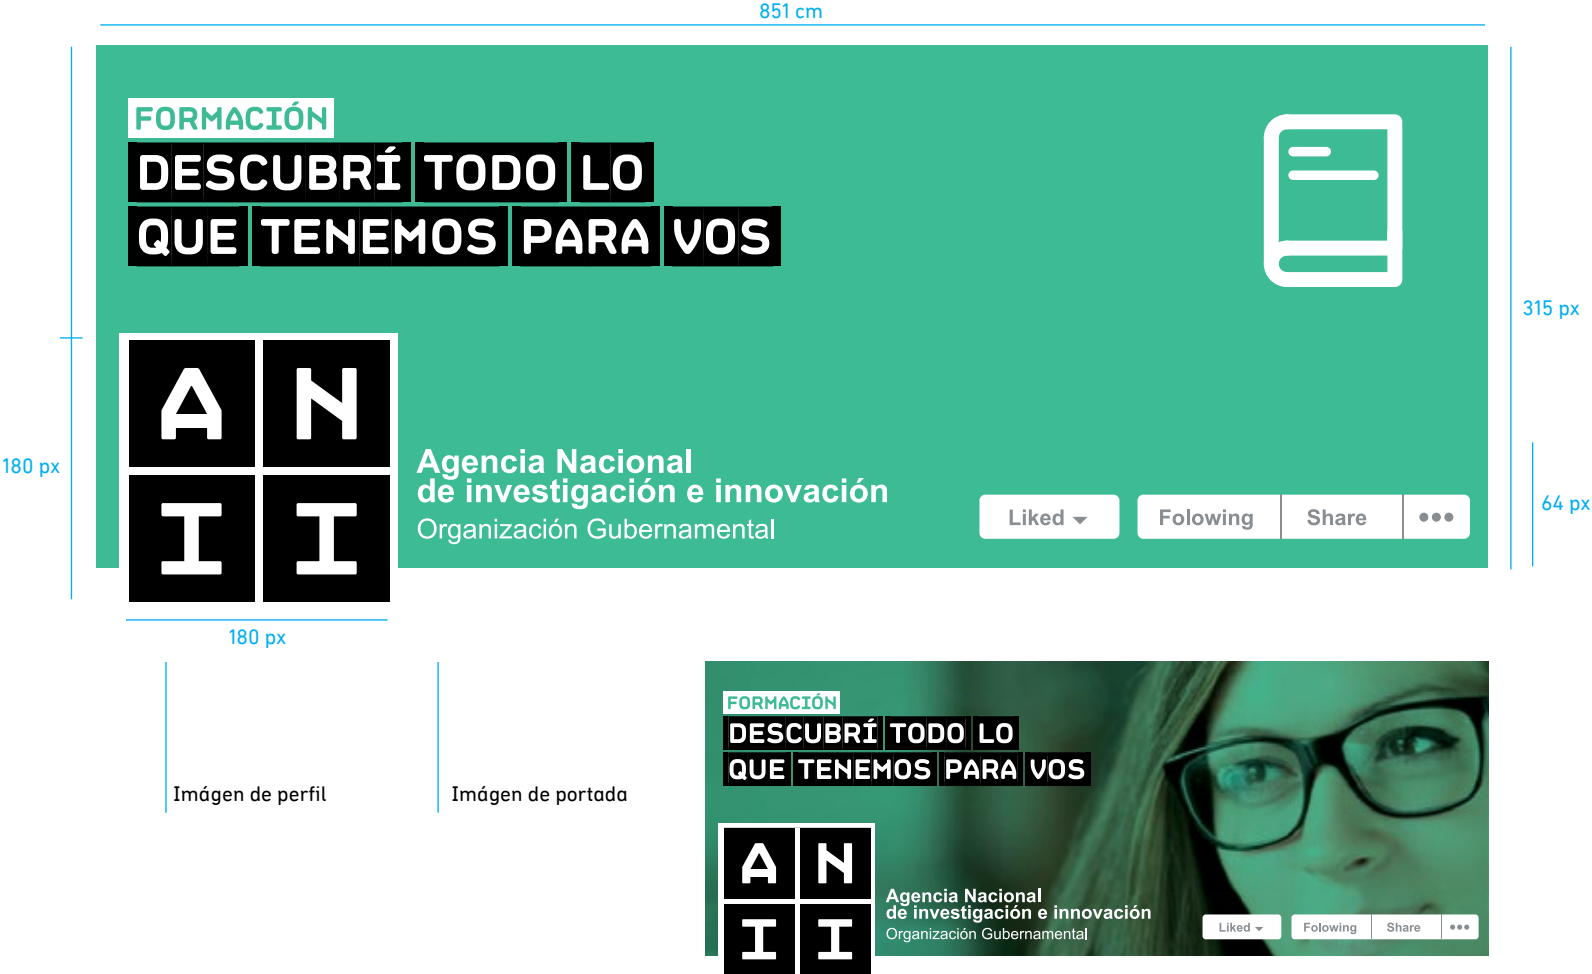 851 cm
FORMACIÓN
DESCUBRÍ TODO LO
QUE TENEMOS PARA VOS
315 px
A N
I I
180 px
Agencia Nacional
de investigación e innovación
Organización Gubernamental
Liked
Folowing
Share
64 px
180 px
Imágen de perfil
Imágen de portada
FORMACIÓN
DESCUBRÍ TODO LO
QUE TENEMOS PARA VOS
A N
I I
Agencia Nacional
de investigación e innovación
Organización Gubernamental
Liked
Folowing
Share